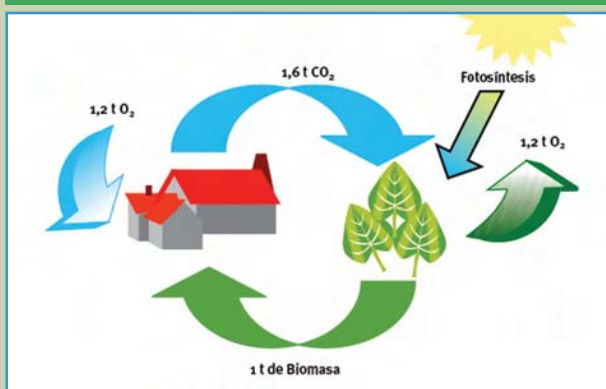 1,6 t CO₂
Fotosíntesis
1,2 t O₂
1,2 t O₂
1 t de Biomasa